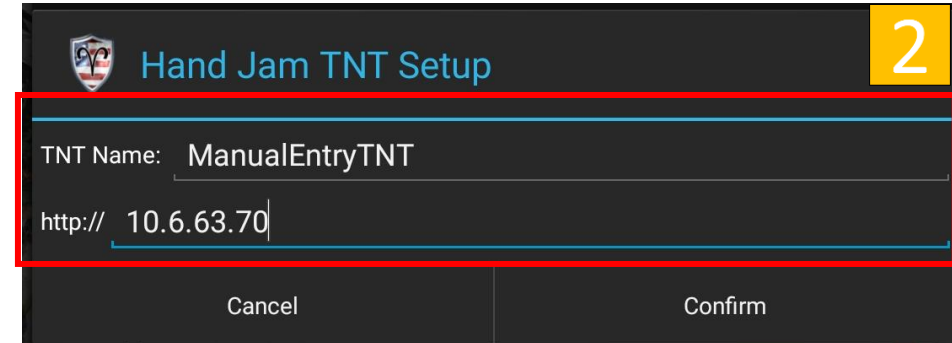 Hand Jam TNT Setup
2
TNT Name: ManualEntryTNT
http:// 10.6.63.70
Cancel Confirm